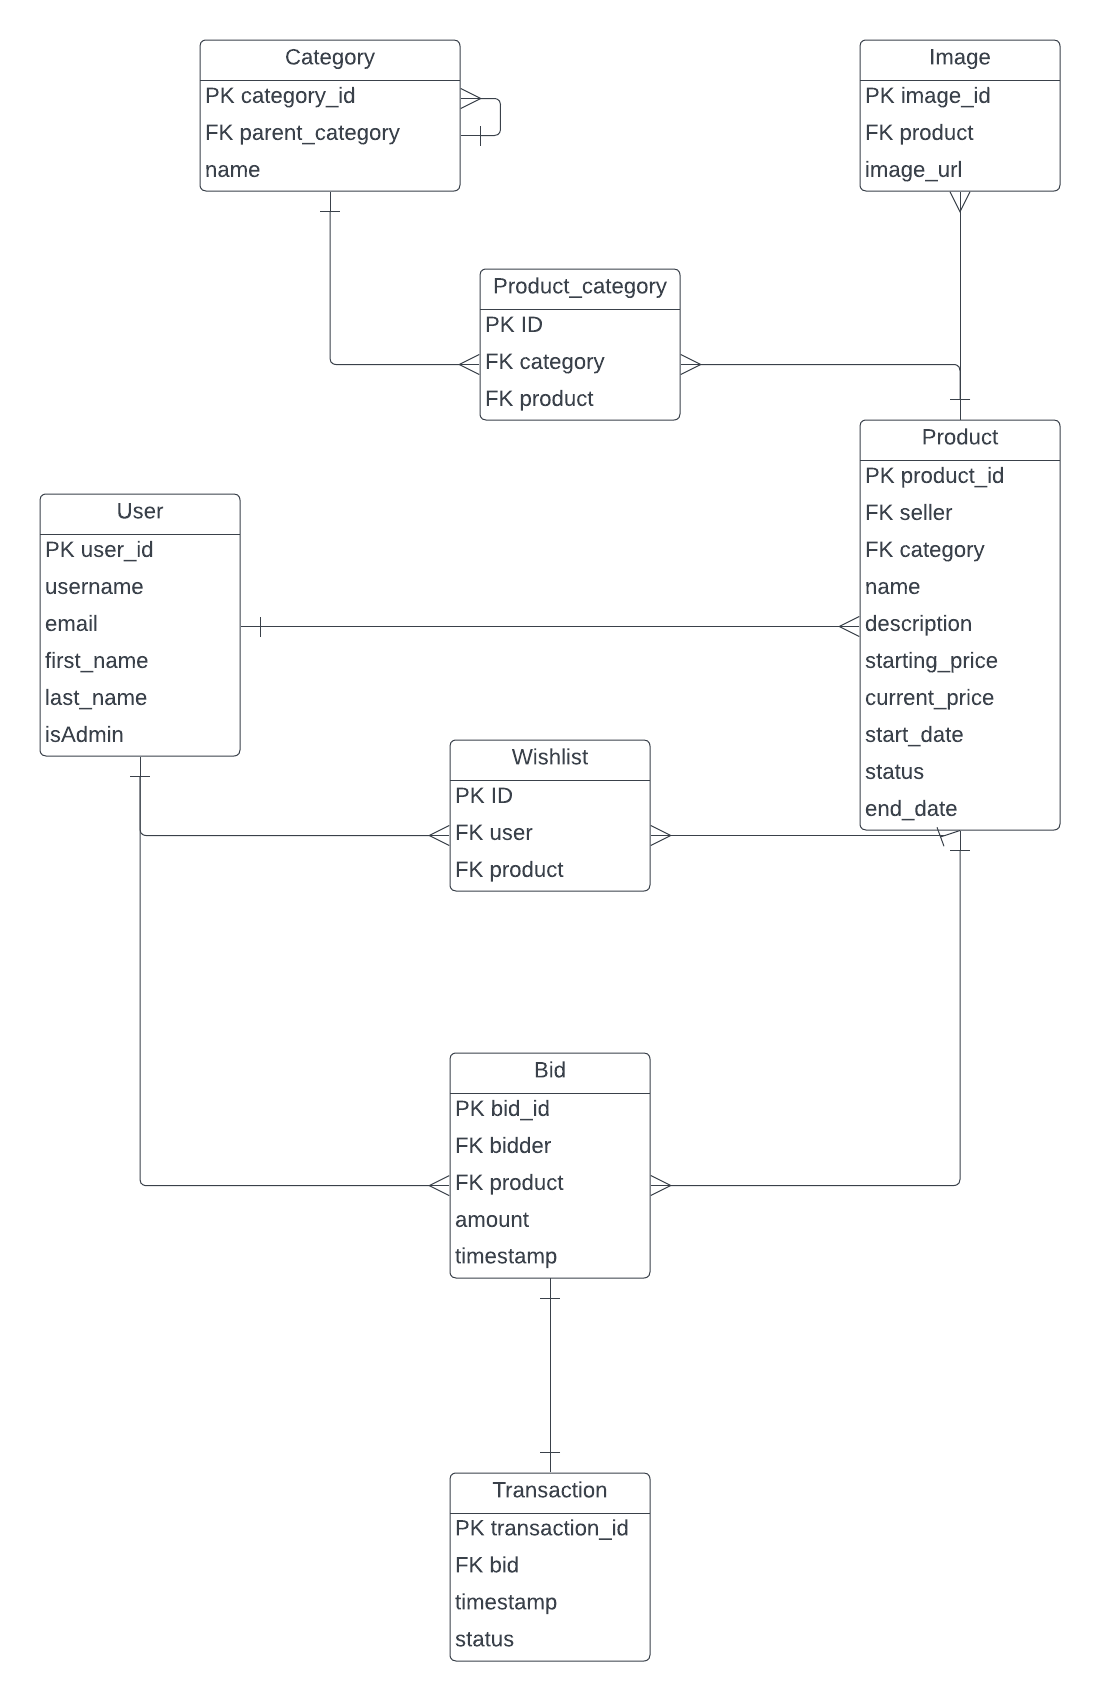 Category
PK category_id
FK parent_category
name
Image
PK image_id
FK product
image_url
Product_category
PK ID
FK category
FK product
Product
PK product_id
FK seller
FK category
name
description
starting_price
current_price
start_date
status
end_date
User
PK user_id
username
email
first_name
last_name
isAdmin
Wishlist
PK ID
FK user
FK product
Bid
PK bid_id
FK bidder
FK product
amount
timestamp
Transaction
PK transaction_id
FK bid
timestamp
status